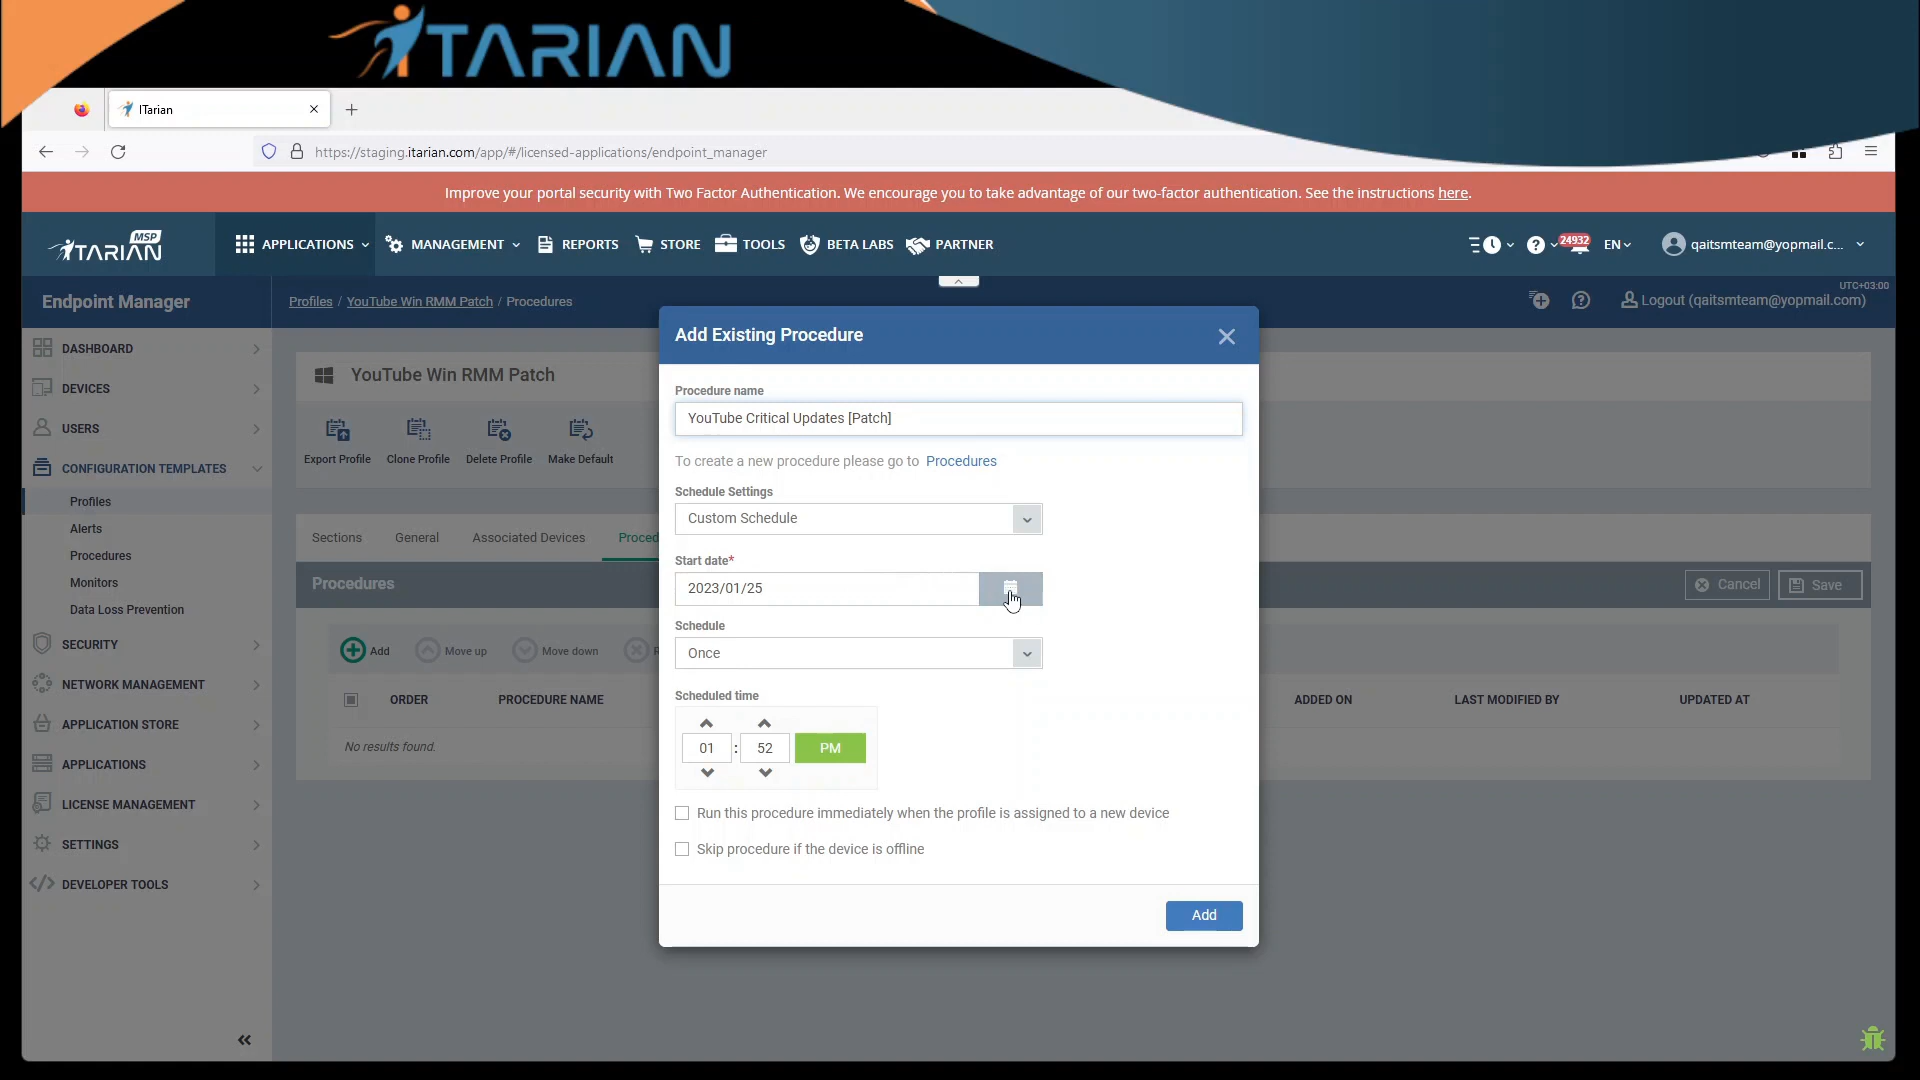 ITARIAN
ITarian
https://staging.itarian.com/app/#/licensed-applications/endpoint_manager
Improve your portal security with Two Factor Authentication. We encourage you to take advantage of our two-factor authentication. See the instructions here.
ITARIAN MSP
APPLICATIONS
MANAGEMENT
REPORTS
STORE
TOOLS
BETA LABS
PARTNER
24932
EN
qaitsmteam@yopmail.c...
Endpoint Manager
Profiles / YouTube Win RMM Patch / Procedures
UTC+03:00
Logout (qaitsmteam@yopmail.com)
DASHBOARD
DEVICES
USERS
CONFIGURATION TEMPLATES
Profiles
Alerts
Procedures
Monitors
Data Loss Prevention
SECURITY
NETWORK MANAGEMENT
APPLICATION STORE
APPLICATIONS
LICENSE MANAGEMENT
SETTINGS
DEVELOPER TOOLS
YouTube Win RMM Patch
Export Profile
Clone Profile
Delete Profile
Make Default
Sections
General
Associated Devices
Proced
Procedures
Cancel
Save
Add
Move up
Move down
R
ORDER
PROCEDURE NAME
ADDED ON
LAST MODIFIED BY
UPDATED AT
No results found.
Add Existing Procedure
Procedure name
YouTube Critical Updates [Patch]
To create a new procedure please go to Procedures
Schedule Settings
Custom Schedule
Start date*
2023/01/25
Schedule
Once
Scheduled time
01 : 52 PM
Run this procedure immediately when the profile is assigned to a new device
Skip procedure if the device is offline
Add